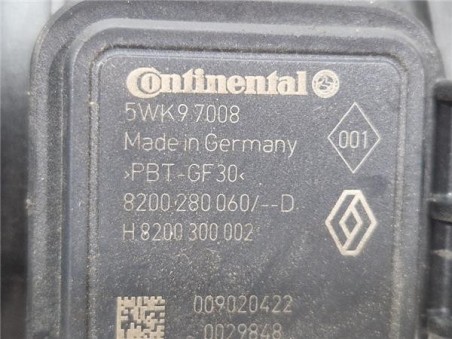 Continental
5WK9 7008
Made in Germany
001
>PBT-GF30<
8200 280 060/--D
H 8200 300 002
009020422
0029848